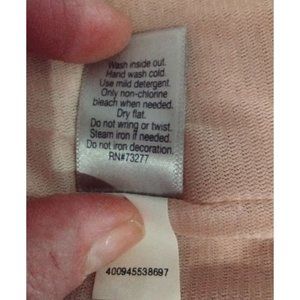 Wash inside out.
Hand wash cold.
Use mild detergent.
Only non-chlorine
bleach when needed.
Dry flat.
Do not wring or twist.
Steam iron if needed.
Do not iron decoration.
RN#73277
400945538697